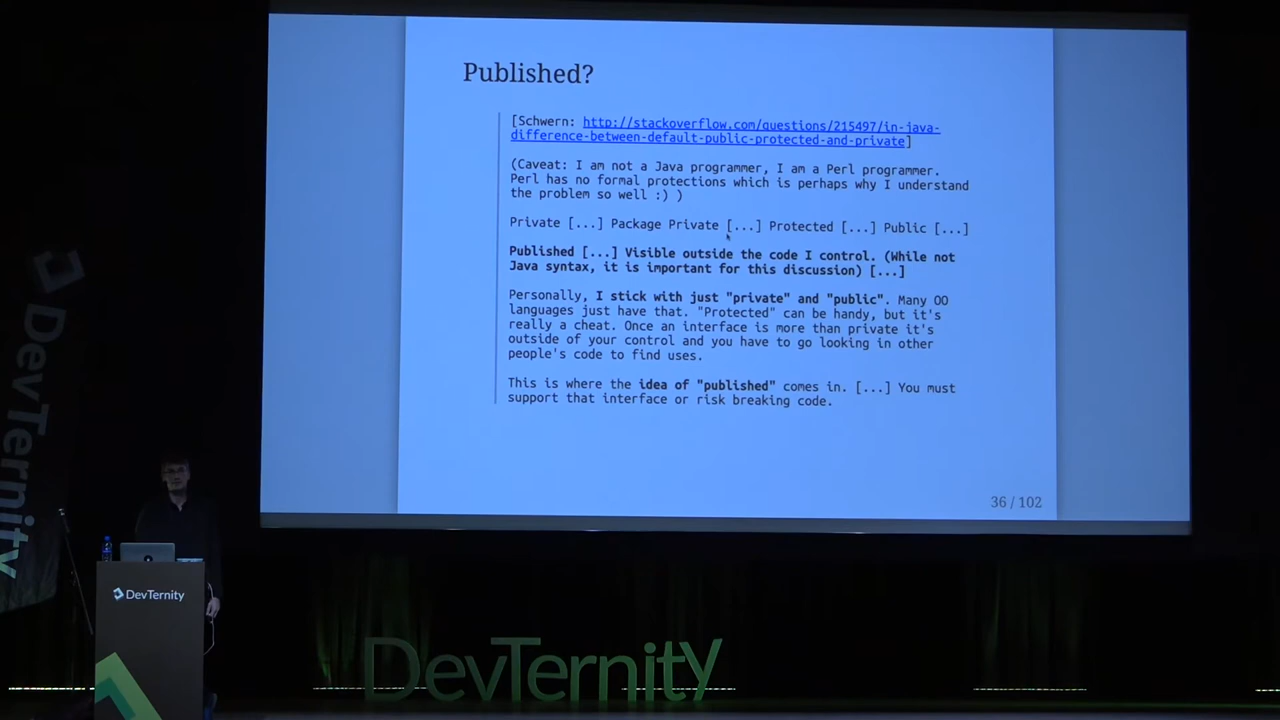 Published?
[Schwern: http://stackoverflow.com/questions/215497/in-java-
difference-between-default-public-protected-and-private]
(Caveat: I am not a Java programmer, I am a Perl programmer.
Perl has no formal protections which is perhaps why I understand
the problem so well :) )
Private [...] Package Private [...] Protected [...] Public [...]
Published [...] Visible outside the code I control. (While not
Java syntax, it is important for this discussion) [...]
Personally, I stick with just "private" and "public". Many OO
languages just have that. "Protected" can be handy, but it's
really a cheat. Once an interface is more than private it's
outside of your control and you have to go looking in other
people's code to find uses.
This is where the idea of "published" comes in. [...] You must
support that interface or risk breaking code.
36 / 102
DevTernity
DevTernity
DevTernity